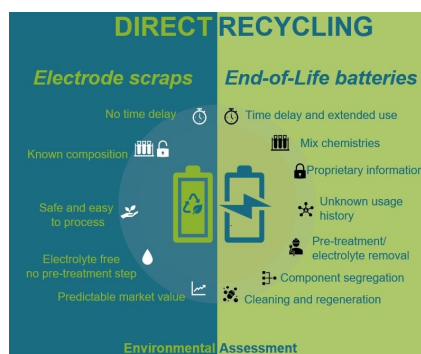 DIRECT RECYCLING
Electrode scraps
No time delay
Known composition
Safe and easy
to process
Electrolyte free
no pre-treatment step
Predictable market value
End-of-Life batteries
Time delay and extended use
Mix chemistries
Proprietary information
Unknown usage
history
Pre-treatment/
electrolyte removal
Component segregation
Cleaning and regeneration
Environmental Assessment